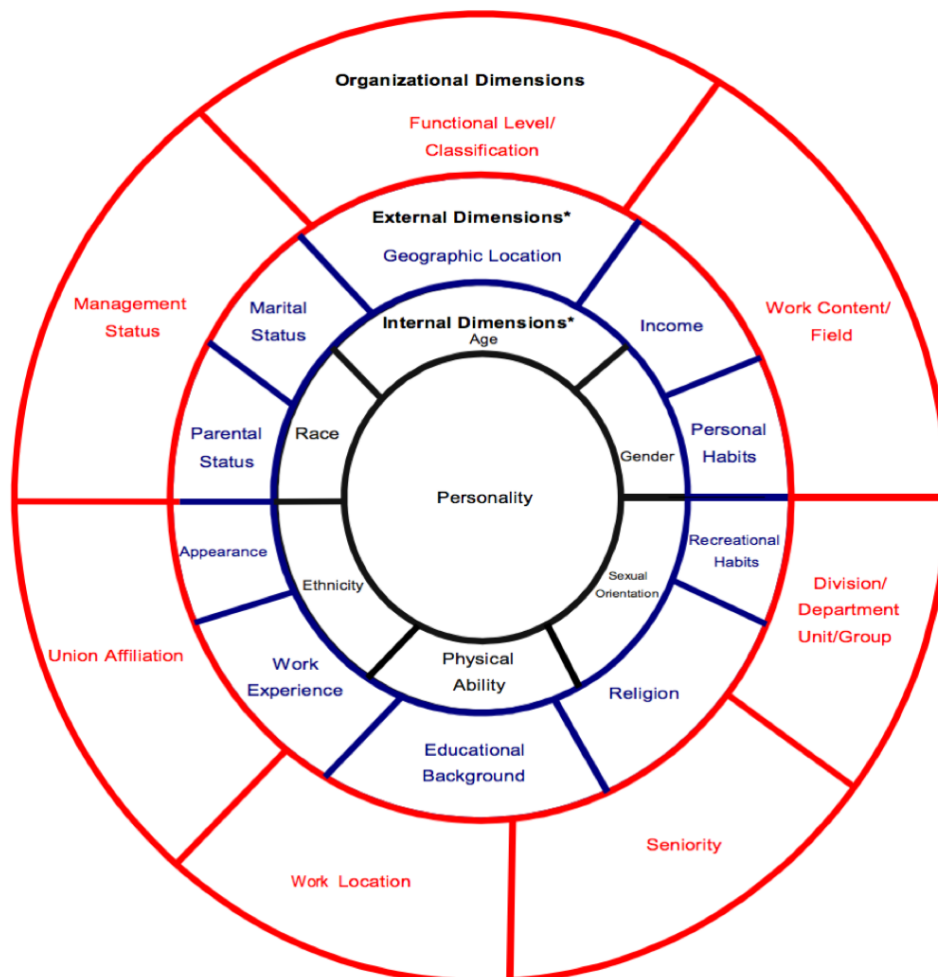 Organizational Dimensions
Functional Level/
Classification
External Dimensions*
Geographic Location
Internal Dimensions*
Age
Management
Status
Marital
Status
Income
Work Content/
Field
Parental
Status
Race
Gender
Personal
Habits
Personality
Appearance
Ethnicity
Sexual
Orientation
Recreational
Habits
Division/
Department
Unit/Group
Union Affiliation
Work
Experience
Physical
Ability
Religion
Educational
Background
Seniority
Work Location